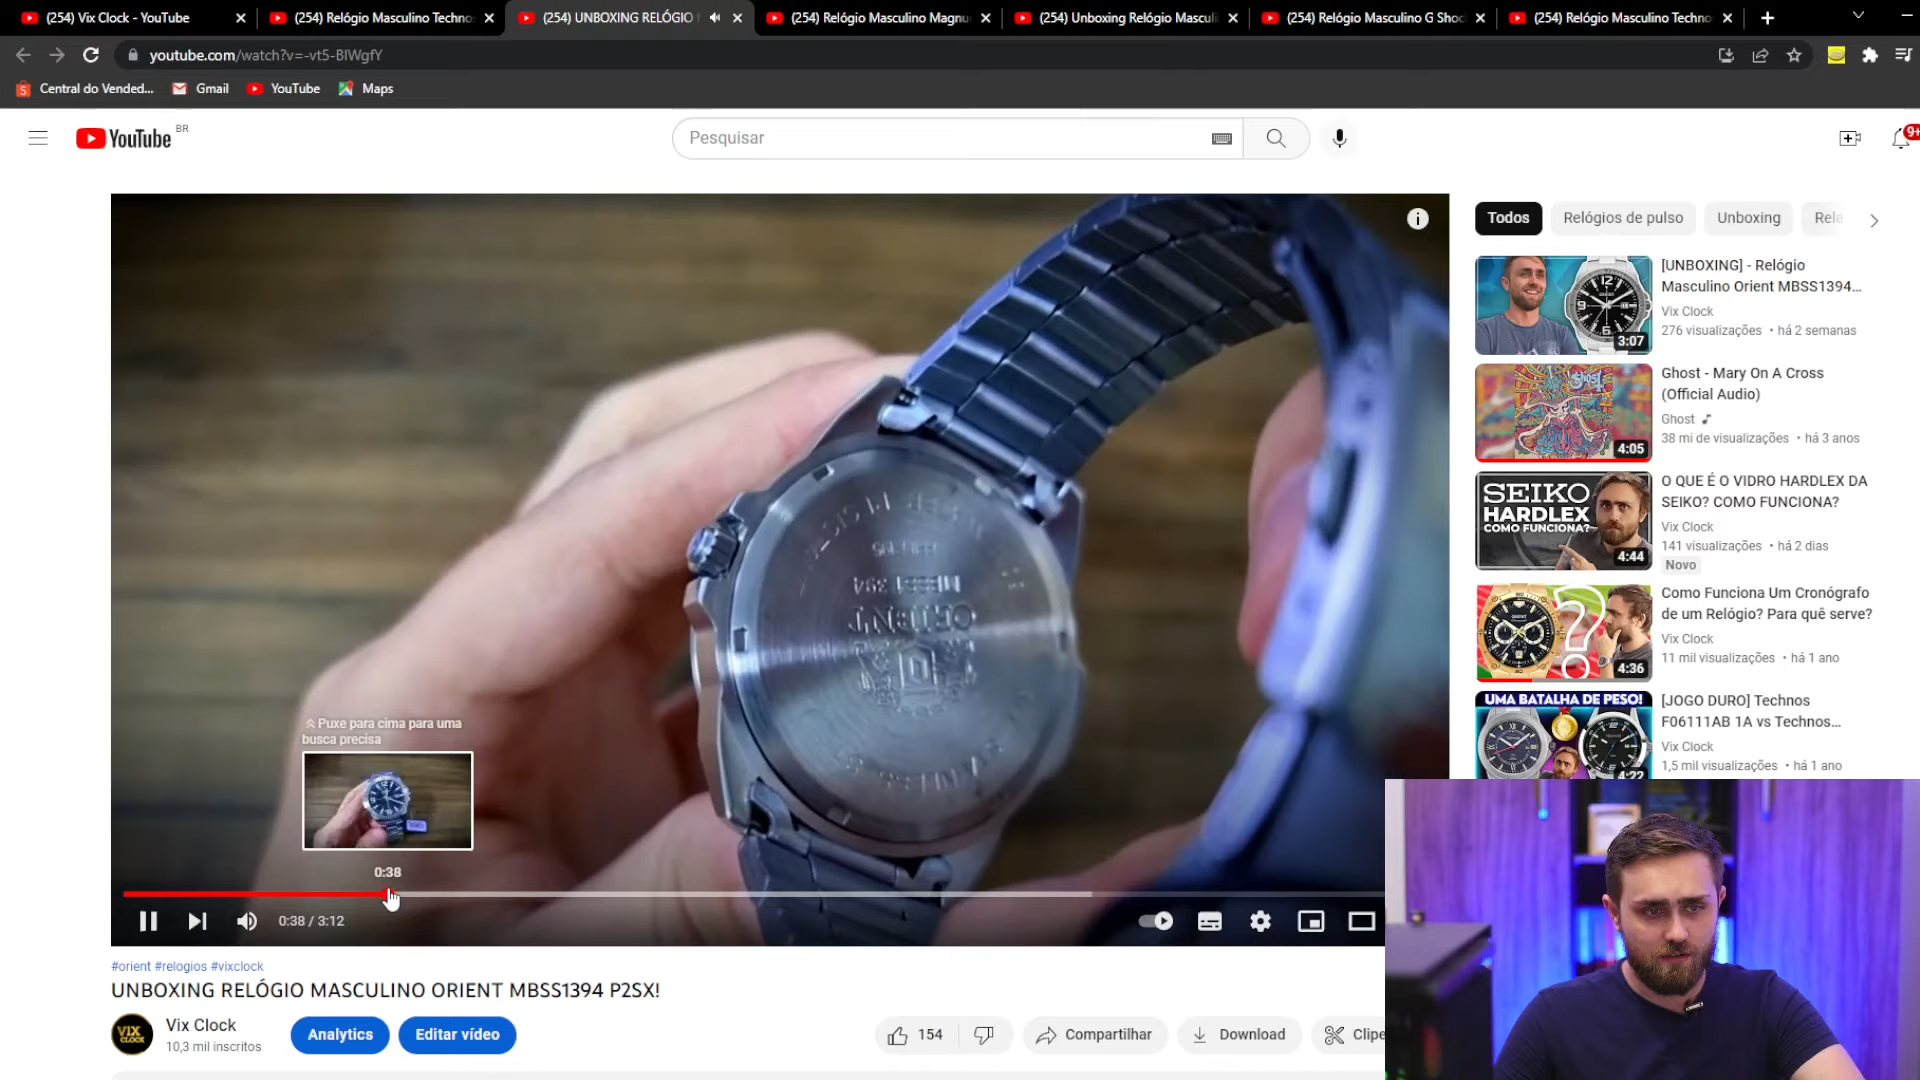 (254) Vix Clock - YouTube
(254) Relógio Masculino Techno
(254) UNBOXING RELÓGIO
(254) Relógio Masculino Magnu
(254) Unboxing Relógio Masculi
(254) Relógio Masculino G Shoc
(254) Relógio Masculino Techno
youtube.com/watch?v=-vt5-BIWgfY
Central do Vended...
Gmail
YouTube
Maps
YouTube BR
Pesquisar
9+
Todos
Relógios de pulso
Unboxing
Rela
[UNBOXING] - Relógio
Masculino Orient MBSS1394...
Vix Clock
276 visualizações • há 2 semanas
3:07
Ghost - Mary On A Cross
(Official Audio)
Ghost
38 mi de visualizações • há 3 anos
4:05
SEIKO
HARDLEX
COMO FUNCIONA?
4:44
O QUE É O VIDRO HARDLEX DA
SEIKO? COMO FUNCIONA?
Vix Clock
141 visualizações • há 2 dias
Novo
?
4:36
Como Funciona Um Cronógrafo
de um Relógio? Para quê serve?
Vix Clock
11 mil visualizações • há 1 ano
UMA BATALHA DE PESO!
4:22
[JOGO DURO] Technos
F06111AB 1A vs Technos...
Vix Clock
1,5 mil visualizações • há 1 ano
MBSS1394
ORIENT
Puxe para cima para uma
busca precisa
0:38
0:38 / 3:12
#orient #relogios #vixclock
UNBOXING RELÓGIO MASCULINO ORIENT MBSS1394 P2SX!
VIX
CLOCK
Vix Clock
10,3 mil inscritos
Analytics
Editar vídeo
154
Compartilhar
Download
Clipe